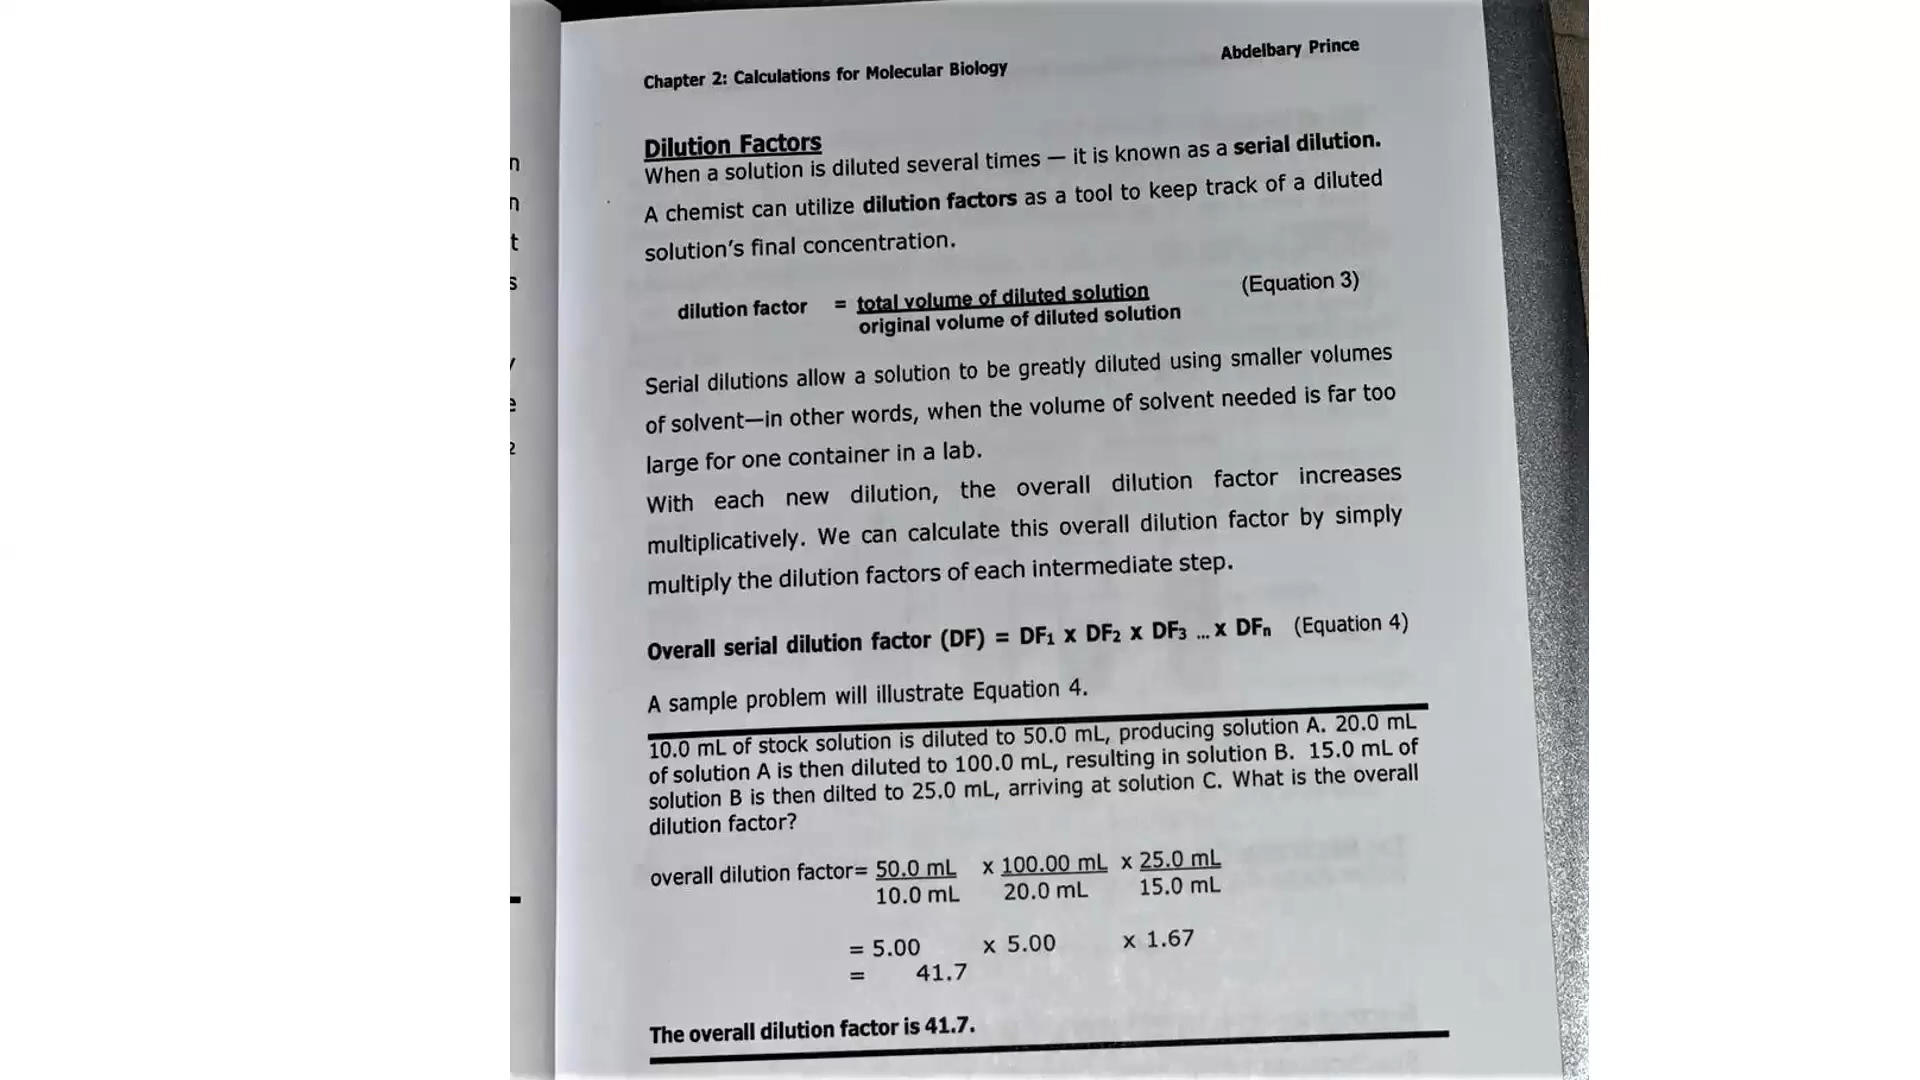 Chapter 2: Calculations for Molecular Biology Abdelbary Prince
Dilution Factors
When a solution is diluted several times — it is known as a serial dilution.
A chemist can utilize dilution factors as a tool to keep track of a diluted
solution's final concentration.
dilution factor = total volume of diluted solution (Equation 3)
original volume of diluted solution
Serial dilutions allow a solution to be greatly diluted using smaller volumes
of solvent—in other words, when the volume of solvent needed is far too
large for one container in a lab.
With each new dilution, the overall dilution factor increases
multiplicatively. We can calculate this overall dilution factor by simply
multiply the dilution factors of each intermediate step.
Overall serial dilution factor (DF) = DF₁ x DF₂ x DF₃ ... x DFₙ (Equation 4)
A sample problem will illustrate Equation 4.
10.0 mL of stock solution is diluted to 50.0 mL, producing solution A. 20.0 mL
of solution A is then diluted to 100.0 mL, resulting in solution B. 15.0 mL of
solution B is then dilted to 25.0 mL, arriving at solution C. What is the overall
dilution factor?
overall dilution factor= 50.0 mL x 100.00 mL x 25.0 mL
10.0 mL 20.0 mL 15.0 mL
= 5.00 x 5.00 x 1.67
= 41.7
The overall dilution factor is 41.7.